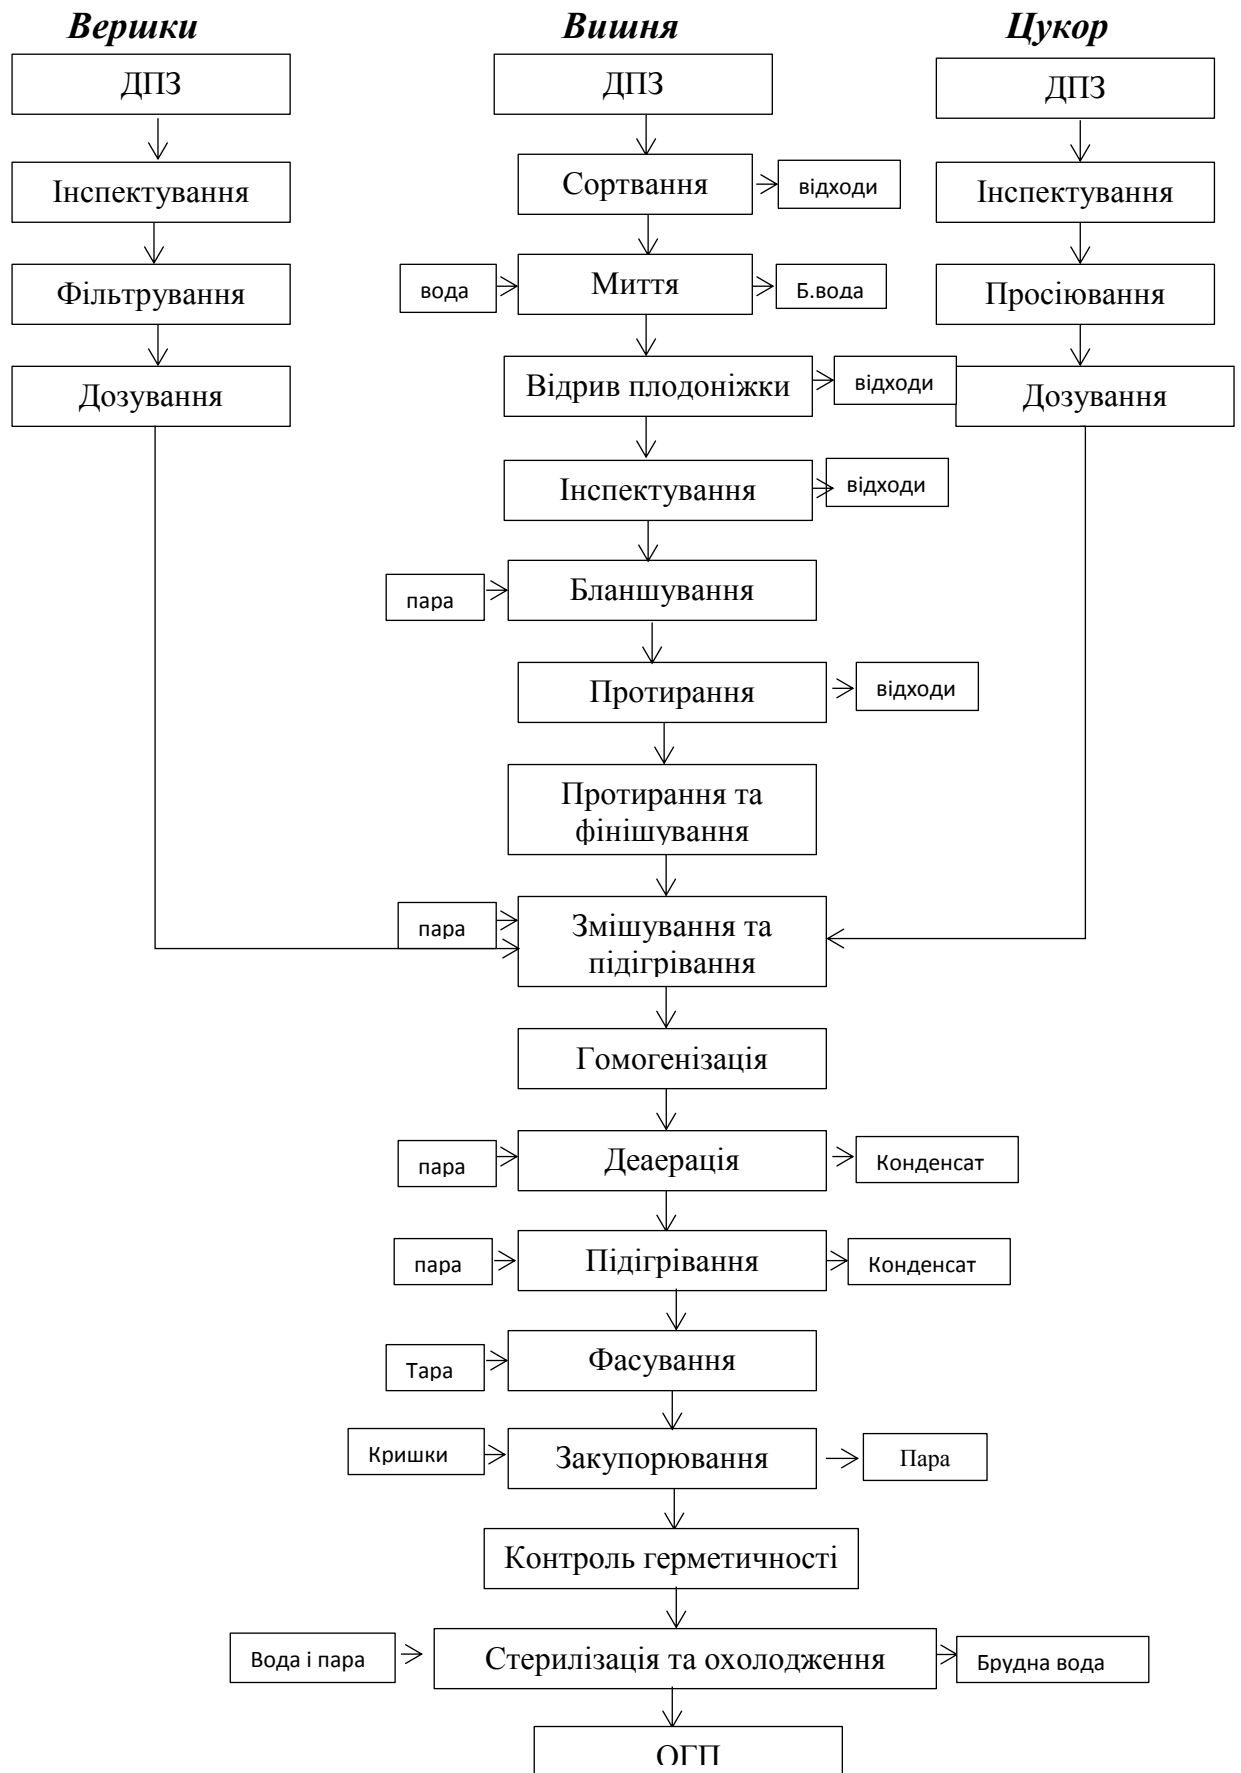 Вершки
Вишня
Цукор
ДПЗ
ДПЗ
ДПЗ
Інспектування
Сортвання
відходи
Інспектування
Фільтрування
вода
Миття
Б.вода
Просіювання
Дозування
Відрив плодоніжки
відходи
Дозування
Інспектування
відходи
пара
Бланшування
Протирання
відходи
Протирання та
фінішування
пара
Змішування та
підігрівання
Гомогенізація
пара
Деаерація
Конденсат
пара
Підігрівання
Конденсат
Тара
Фасування
Кришки
Закупорювання
Пара
Контроль герметичності
Вода і пара
Стерилізація та охолодження
Брудна вода
ОГП